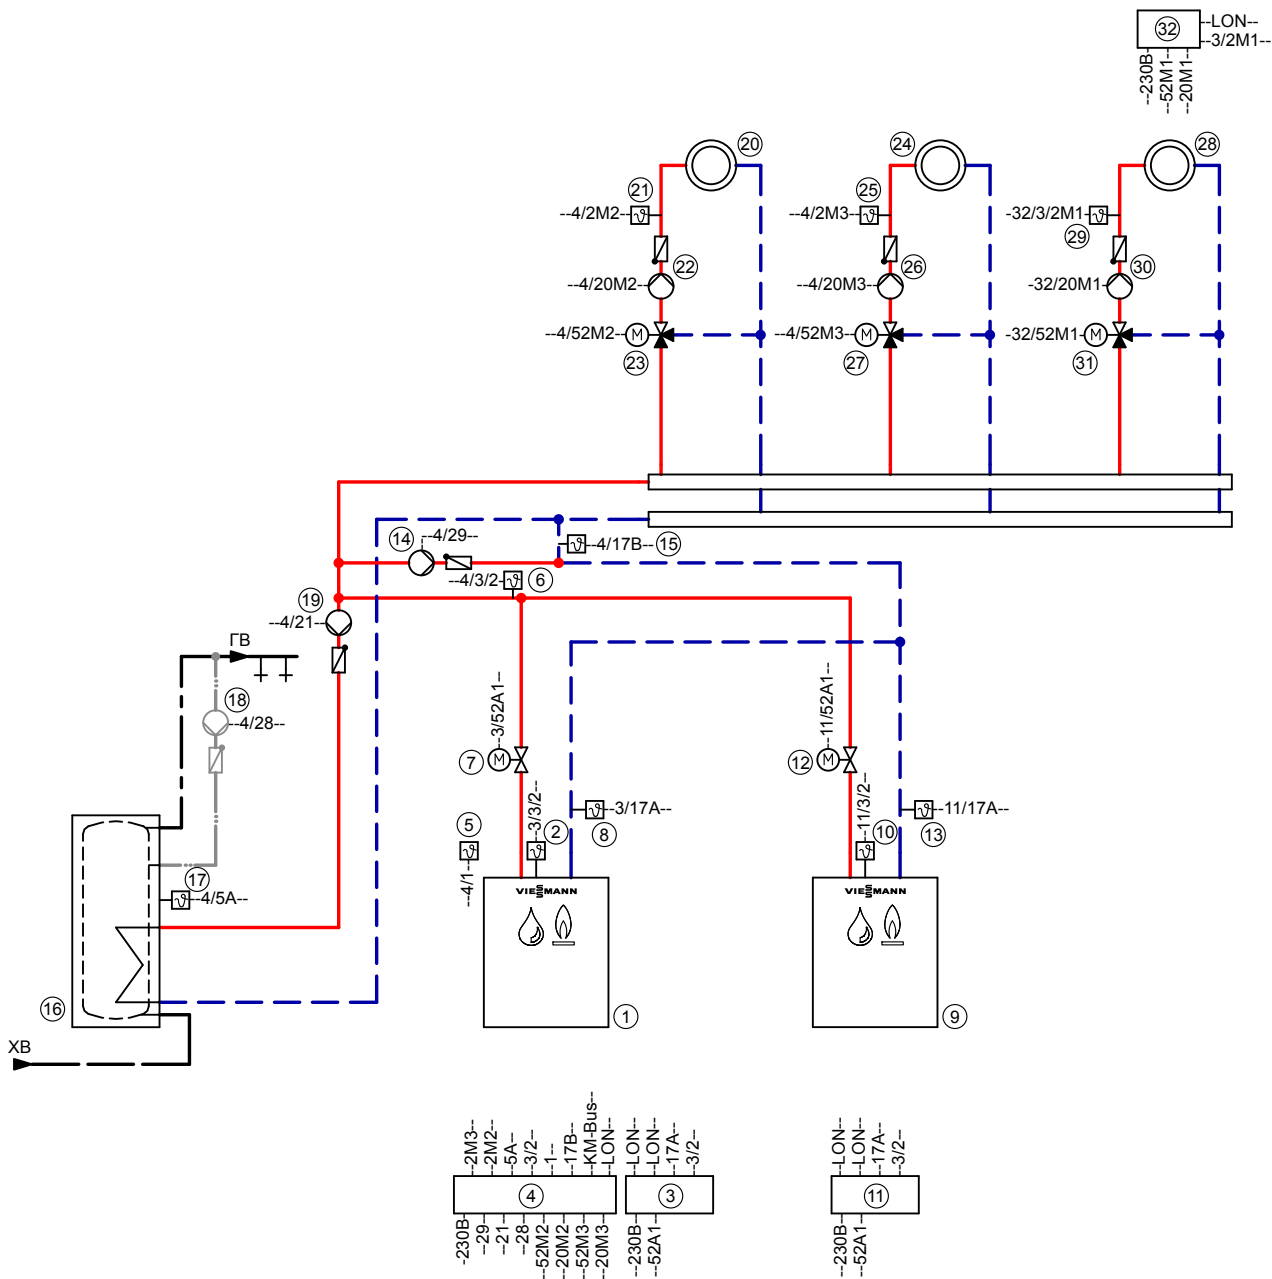 32
--LON--
--3/2M1--
--230В--
--52M1--
--20M1--
20
24
28
21
25
--4/2M2--
--4/2M3--
-32/3/2M1-
29
22
26
30
--4/20M2--
--4/20M3--
-32/20M1-
--4/52M2--
M
--4/52M3--
M
-32/52M1-
M
23
27
31
14
--4/29--
--4/17B--
15
--4/3/2--
6
19
--4/21--
ГВ
18
--4/28--
--3/52A1--
--11/52A1--
7
M
12
M
5
--3/3/2--
2
--3/17A--
8
--11/3/2--
10
--11/17A--
13
--4/1--
17
--4/5A--
VIESSMANN
VIESSMANN
16
1
9
ХВ
--2M3--
--2M2--
--5A--
--3/2--
--1--
--17B--
--KM-Bus--
--LON--
--LON--
--LON--
--17A--
--3/2--
--LON--
--LON--
--17A--
--3/2--
4
3
11
-230В-
--29
--21
--28
--52M2
--20M2
--52M3
--20M3
--230В-
--52A1-
--230В-
--52A1-